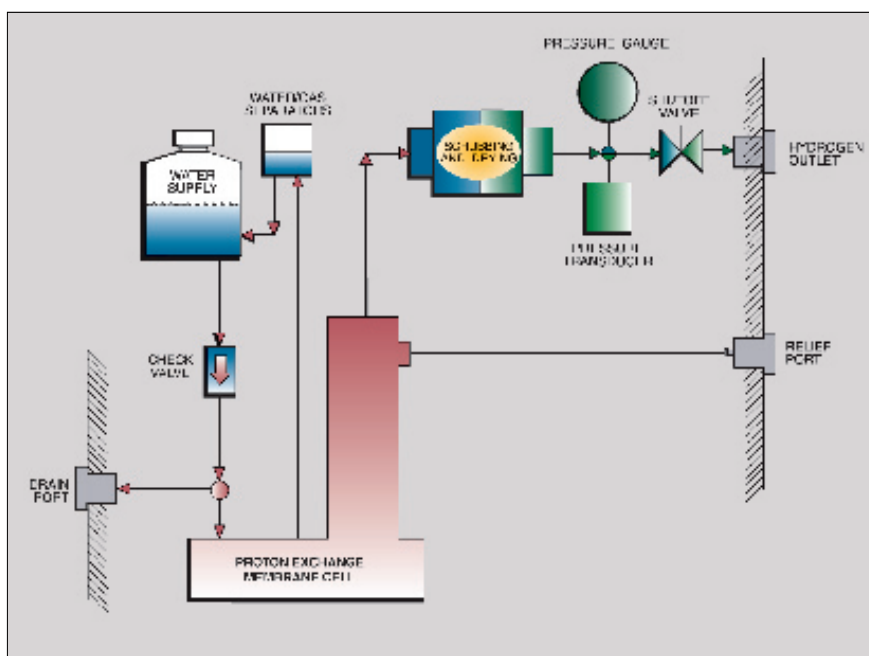 PRESSURE GAUGE
WATER/GAS
SEPARATORS
SHUTOFF
VALVE
WATER
SUPPLY
SCRUBBING
AND DRYING
HYDROGEN
OUTLET
PRESSURE
TRANSDUCER
CHECK
VALVE
RELIEF
PORT
DRAIN
PORT
PROTON EXCHANGE
MEMBRANE CELL